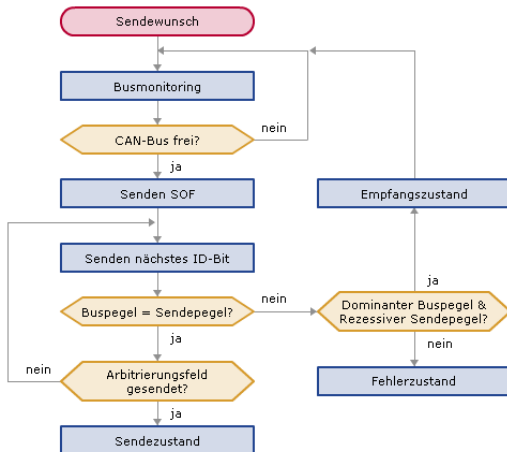 Sendewunsch
Busmonitoring
CAN-Bus frei?
nein
ja
Senden SOF
Empfangszustand
Senden nächstes ID-Bit
ja
Buspegel = Sendepegel?
nein
Dominanter Buspegel &
Rezessiver Sendepegel?
ja
nein
nein
Arbitrierungsfeld
gesendet?
Fehlerzustand
ja
Sendezustand